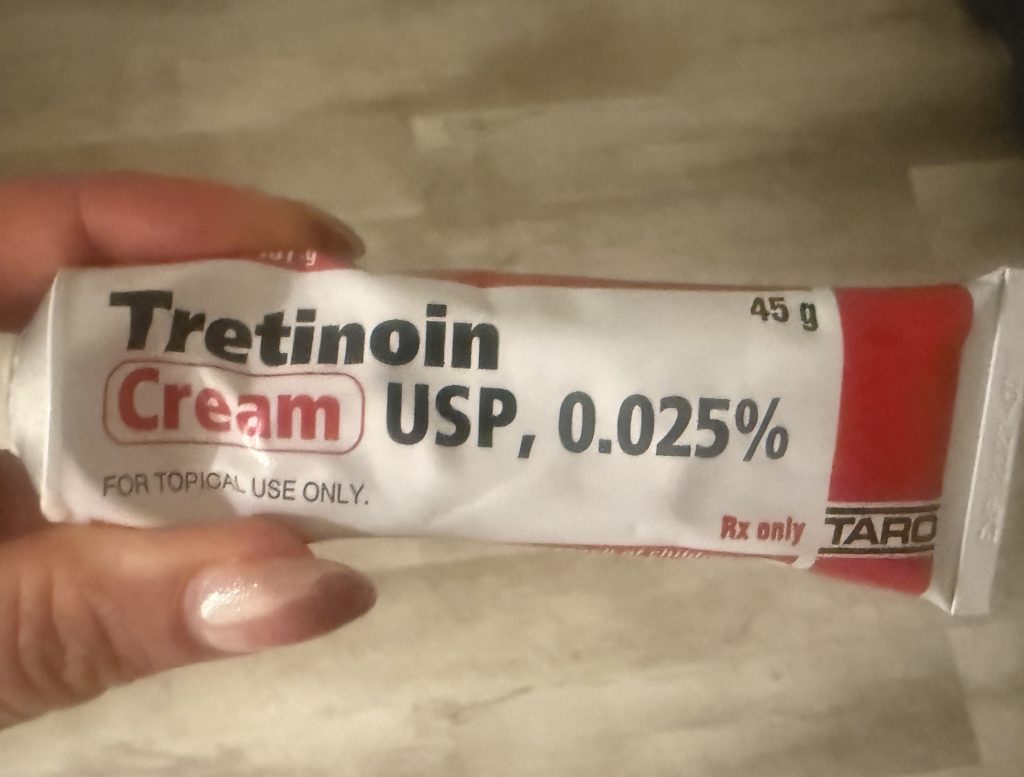 Tretinoin
45 g
Cream USP, 0.025%
FOR TOPICAL USE ONLY.
Rx only
TARO